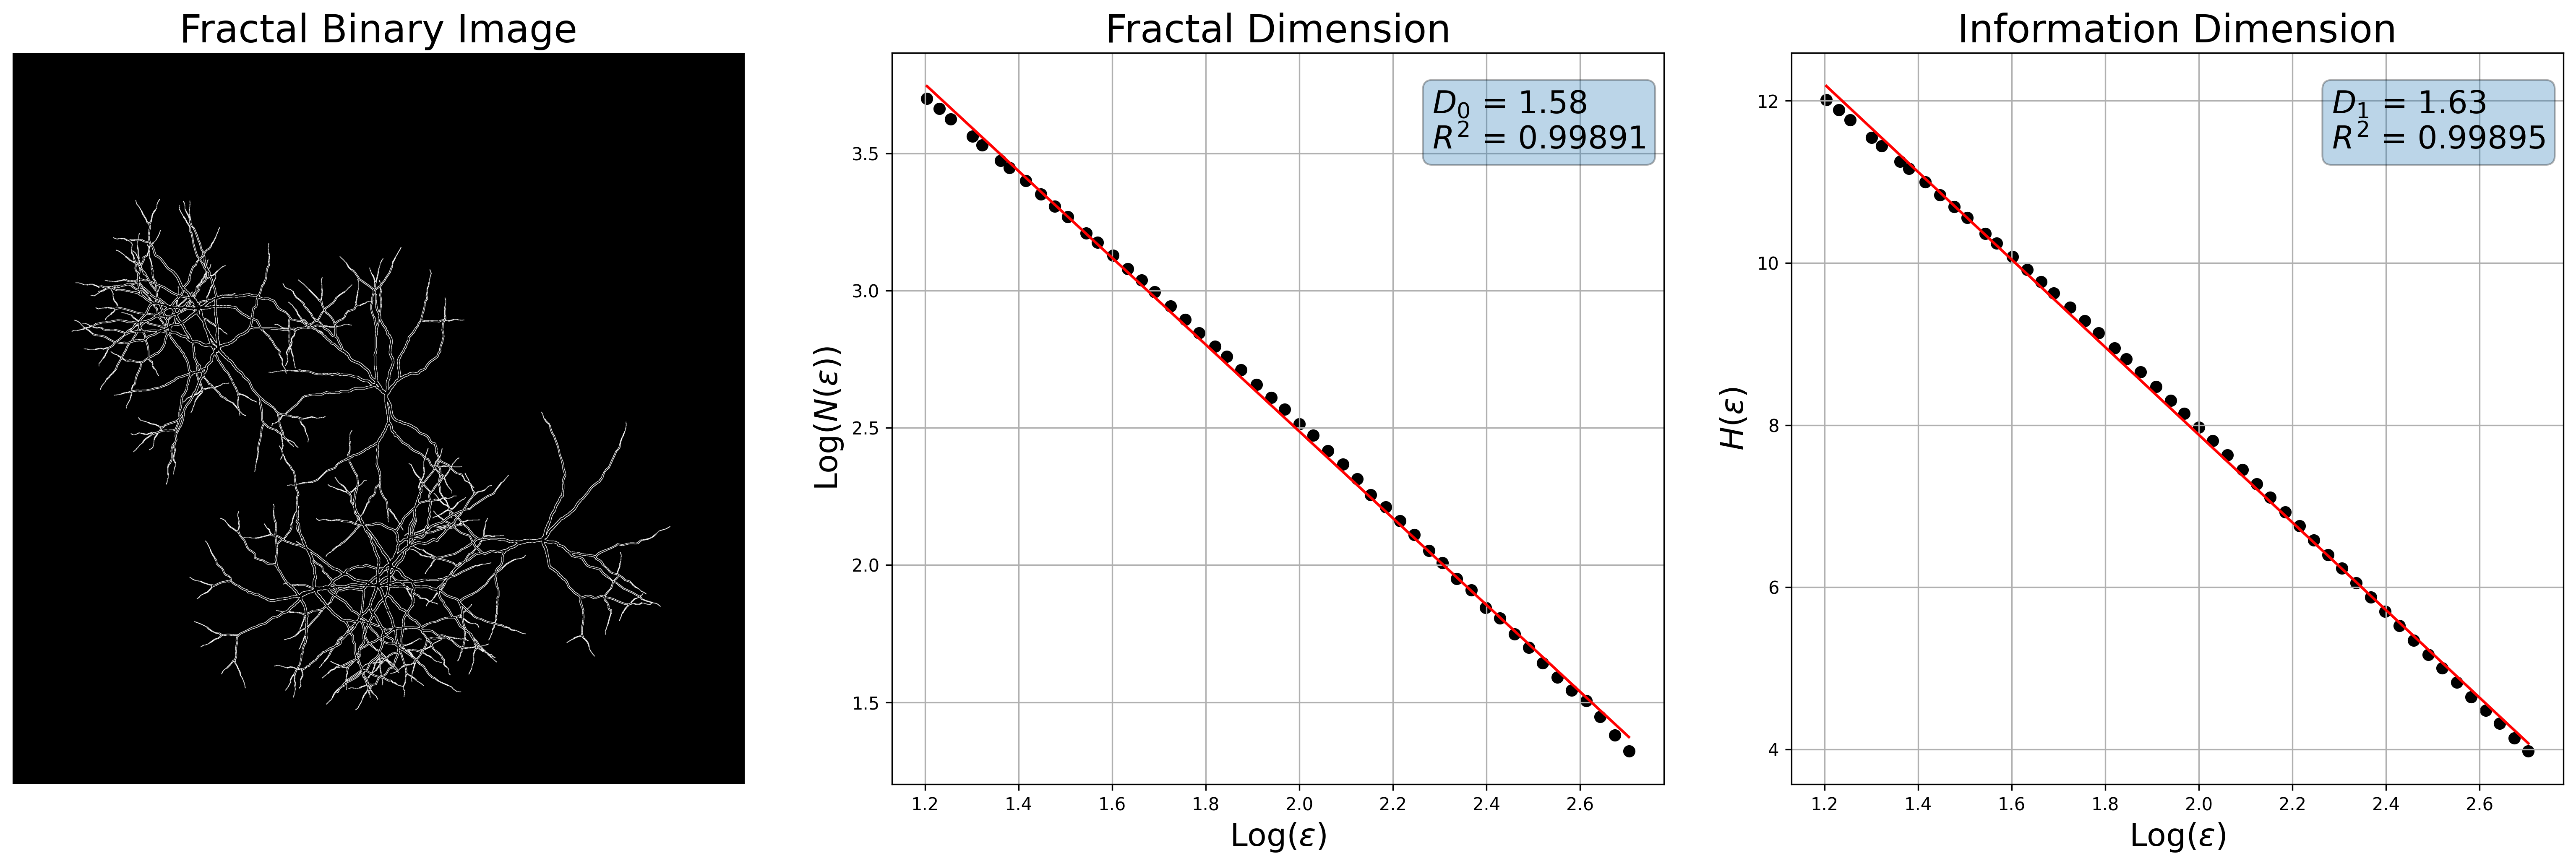 Fractal Binary Image
Fractal Dimension
D₀ = 1.58
R² = 0.99891
3.5
3.0
2.5
2.0
1.5
Log(N(ε))
1.2 1.4 1.6 1.8 2.0 2.2 2.4 2.6
Log(ε)
Information Dimension
D₁ = 1.63
R² = 0.99895
12
10
8
6
4
H(ε)
1.2 1.4 1.6 1.8 2.0 2.2 2.4 2.6
Log(ε)